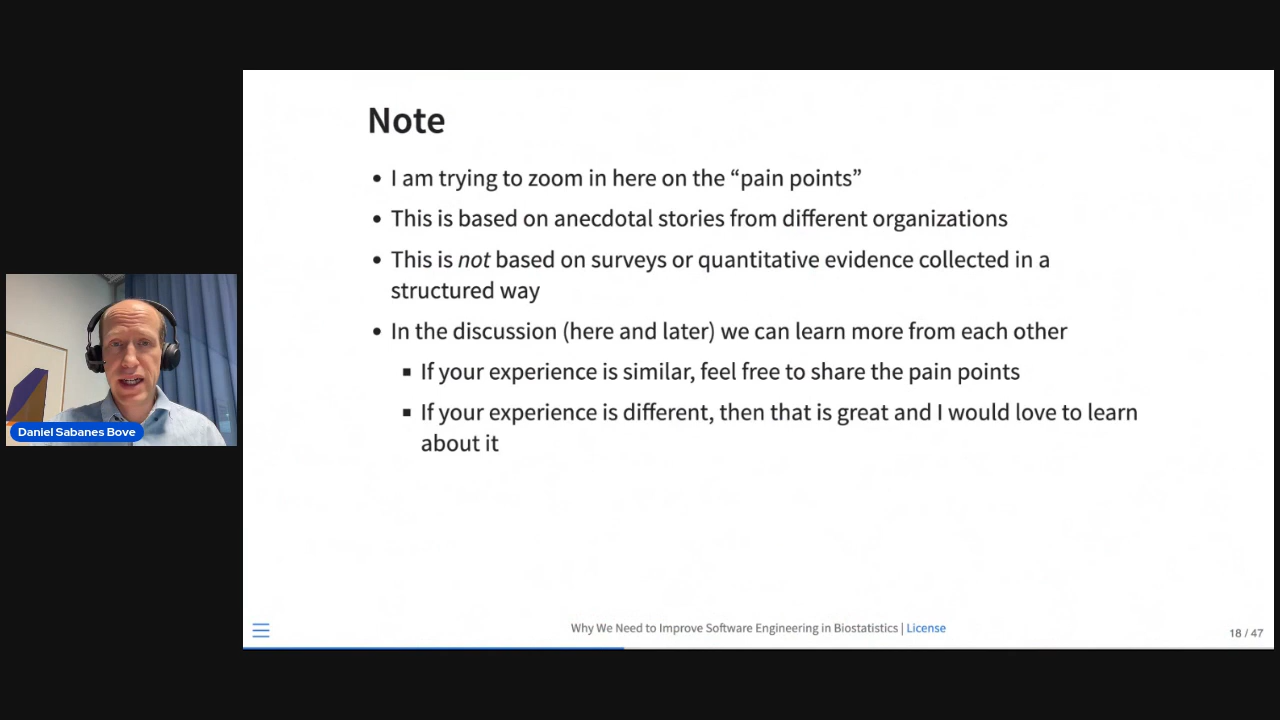 Note
• I am trying to zoom in here on the “pain points”
• This is based on anecdotal stories from different organizations
• This is not based on surveys or quantitative evidence collected in a
structured way
• In the discussion (here and later) we can learn more from each other
▪ If your experience is similar, feel free to share the pain points
▪ If your experience is different, then that is great and I would love to learn
about it
Daniel Sabanes Bove
Why We Need to Improve Software Engineering in Biostatistics | License
18 / 47